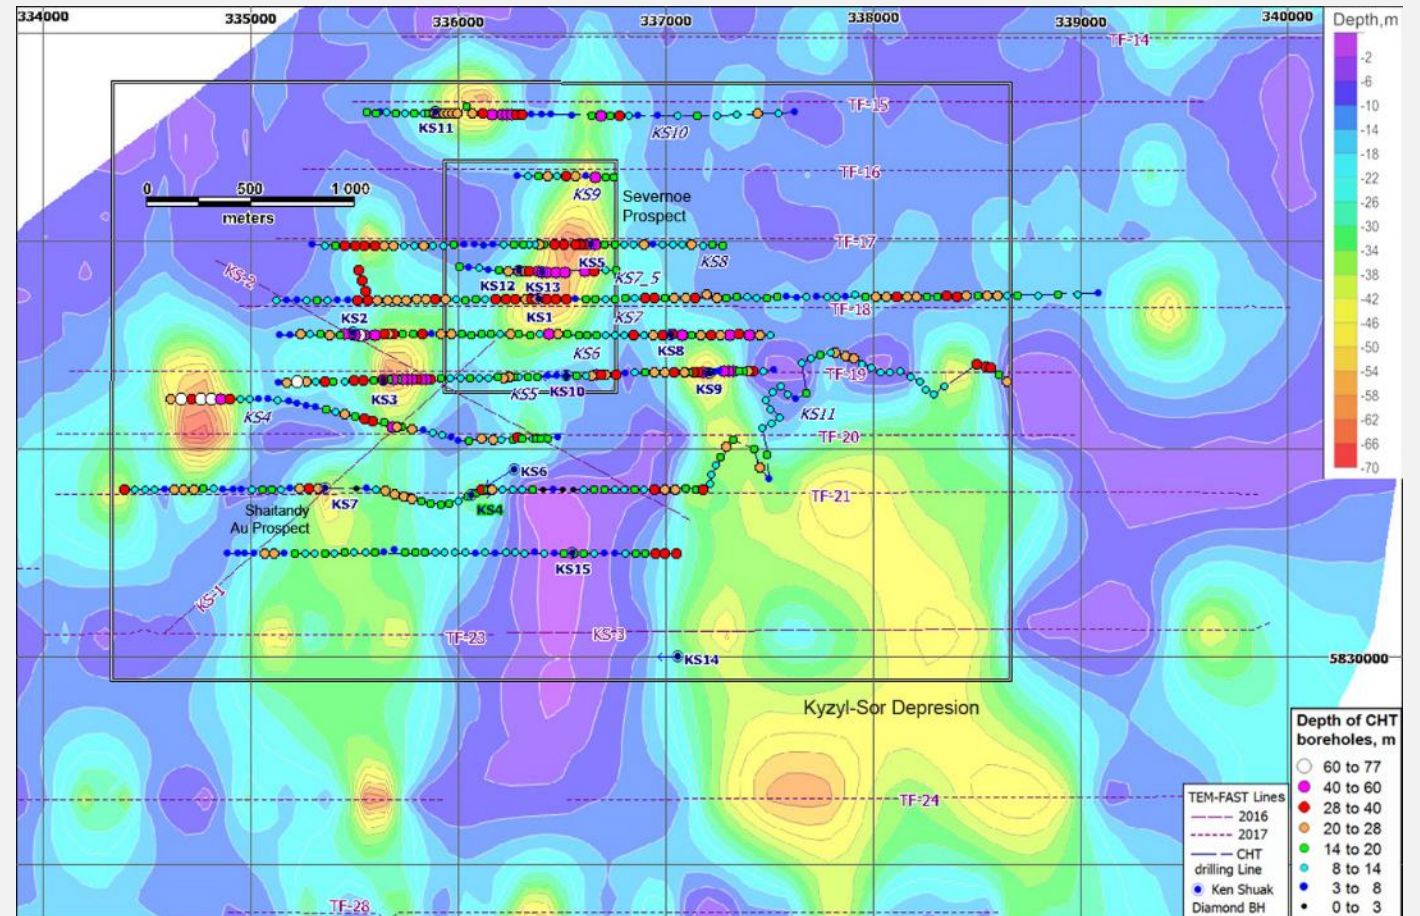 334000 335000 336000 337000 338000 339000 340000
Depth,m
TF-14
-2
-6
-10
-14
-18
-22
-26
-30
-34
-38
-42
-46
-50
-54
-58
-62
-66
-70
TF-15
KS11
KS10
TF-16
0 500 1 000
meters
KS9
Severnoe
Prospect
TF-17
KS-2
KS5
KS8
KS12 KS13
KS7_5
KS2
KS1
KS7
TF-18
KS6
KS8
TF-19
KS3
KS5
KS10
KS9
KS4
KS11
TF-20
KS6
TF-21
KS7
Shaitandy
Au Prospect
KS4
KS15
KS-1
TF-23
KS-3
KS14
5830000
Kyzyl-Sor Depresion
TF-24
TF-28
TEM-FAST Lines
2016
2017
CHT
drilling Line
Ken Shuak
Diamond BH
Depth of CHT
boreholes, m
60 to 77
40 to 60
28 to 40
20 to 28
14 to 20
8 to 14
3 to 8
0 to 3